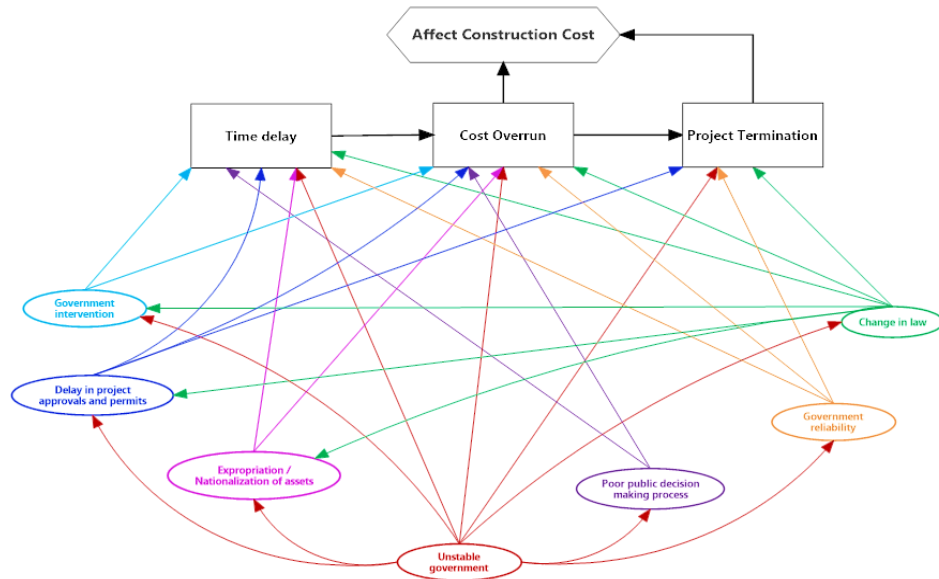 Affect Construction Cost
Time delay
Cost Overrun
Project Termination
Government
intervention
Change in law
Delay in project
approvals and permits
Government
reliability
Expropriation /
Nationalization of assets
Poor public decision
making process
Unstable
government